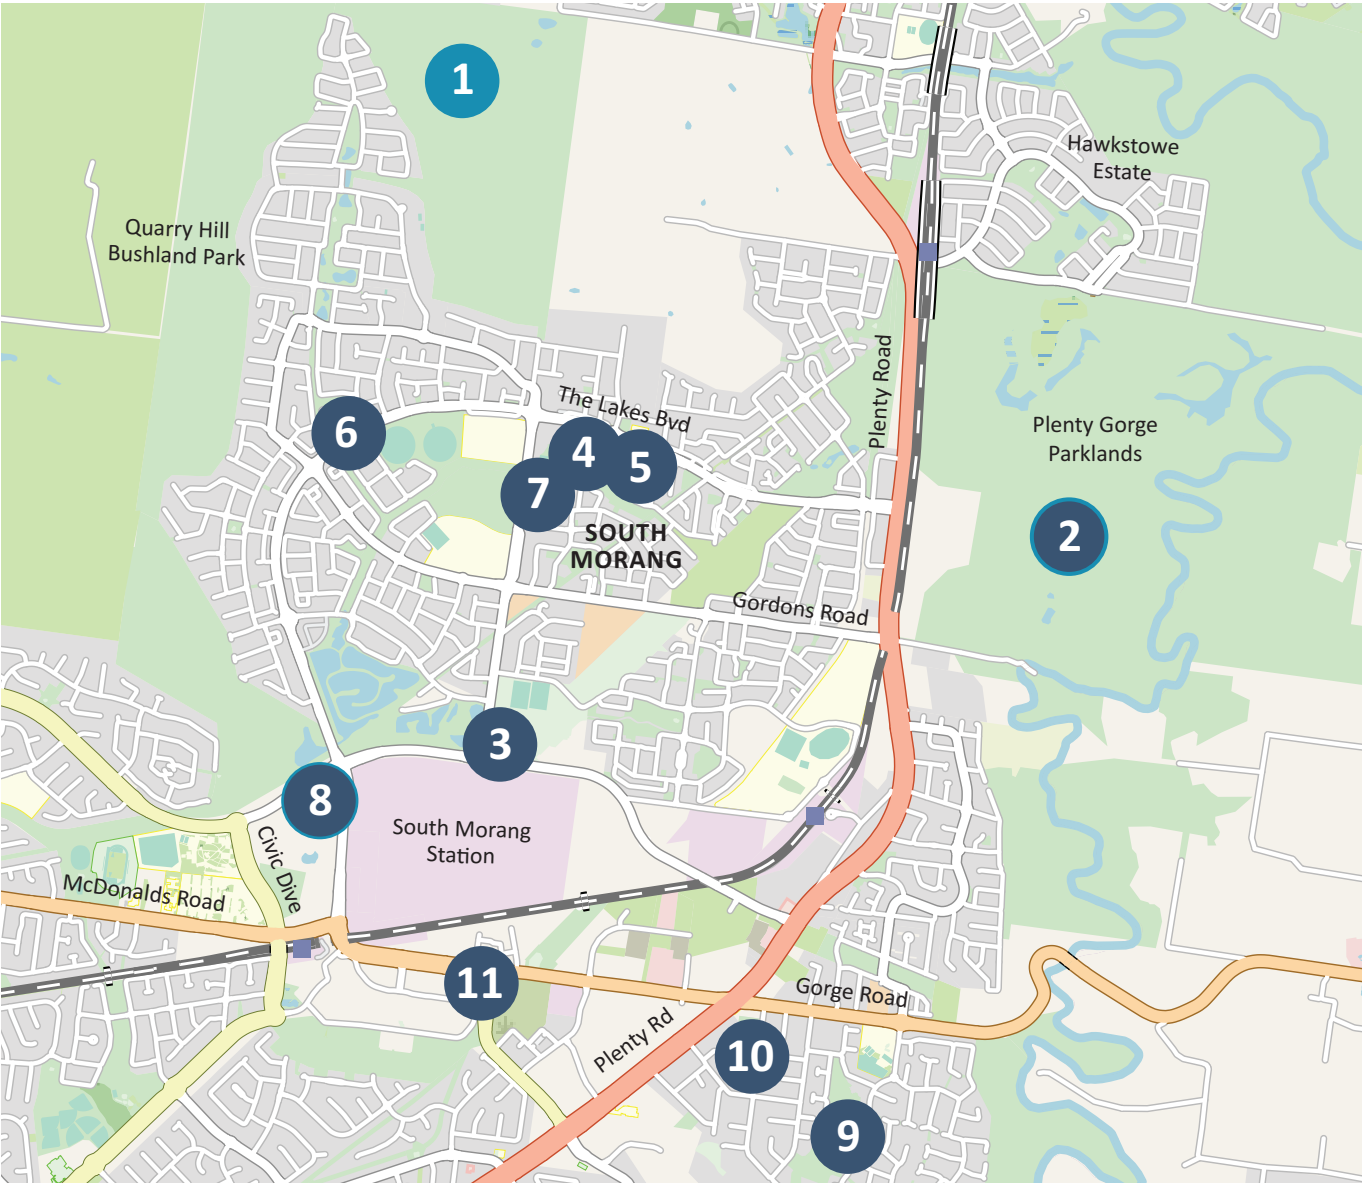 1
Hawkstowe
Estate
Quarry Hill
Bushland Park
Plenty Road
The Lakes Bvd
6
4
5
7
Plenty Gorge
Parklands
2
SOUTH
MORANG
Gordons Road
3
8
South Morang
Station
Civic Dive
McDonalds Road
11
Gorge Road
Plenty Rd
10
9